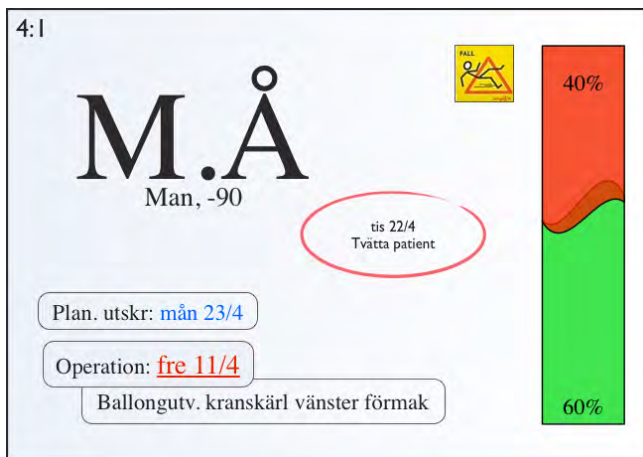 4:1
FALL
40%
M.Å
Man, -90
tis 22/4
Tvätta patient
Plan. utskr: mån 23/4
Operation: fre 11/4
Ballongutv. kranskärl vänster förmak
60%